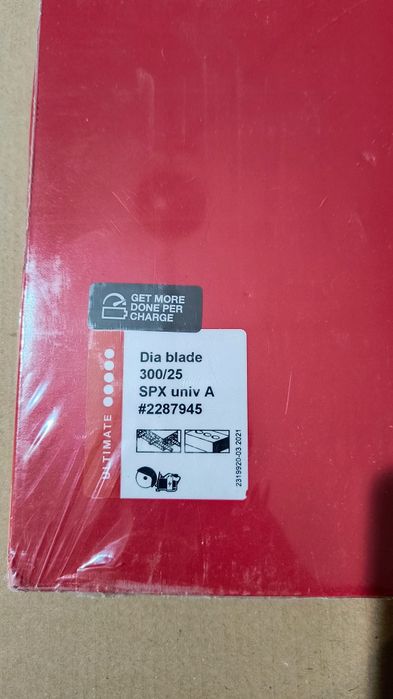 GET MORE
DONE PER
CHARGE
Dia blade
300/25
SPX univ A
#2287945
ULTIMATE
2319920-03.2021